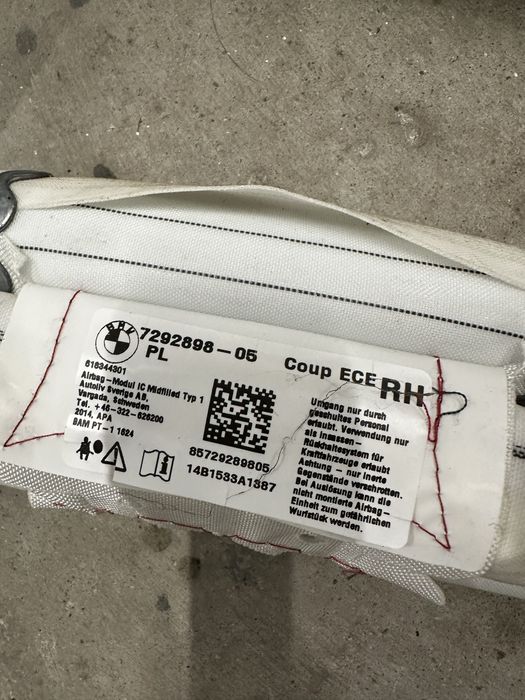 BMW
7292898-05
PL
Coup ECE RH
618344301
Airbag-Modul IC Midfilled Typ 1
Autoliv Sverige AB,
Vargada, Schweden
Tel. +46-322-626200
2014, APA
BAM PT-1 1624
85729289805
14B1533A1387
Umgang nur durch
geschultes Personal
erlaubt. Verwendung nur
als insassen-
Rückhaltesystem für
Kraftfahrzeuge erlaubt
Achtung - nur inerte
Gegenstände verschrotten.
Bei Auslösung kann die
nicht montierte Airbag-
Einheit zum gefährlichen
Wurfstück werden.